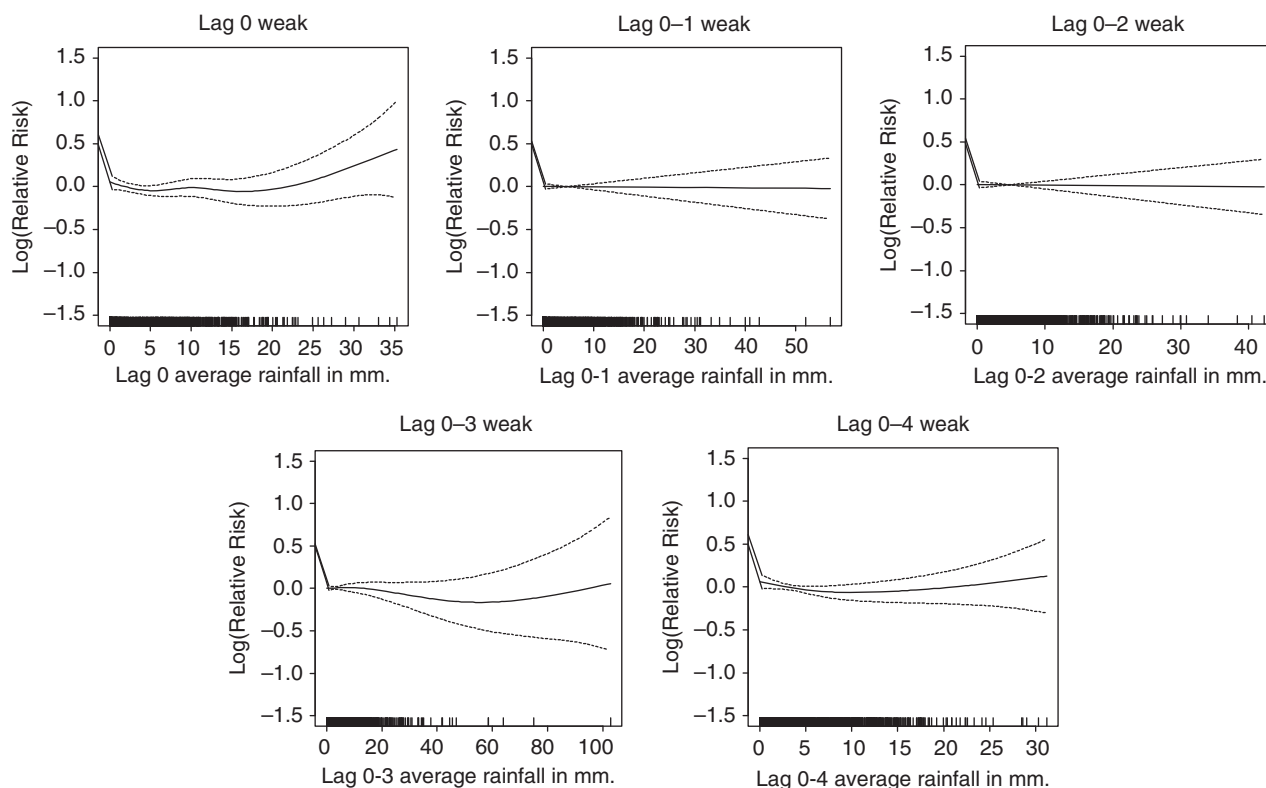 Lag 0 weak
Log(Relative Risk)
1.5
1.0
0.5
0.0
–0.5
–1.0
–1.5
0 5 10 15 20 25 30 35
Lag 0 average rainfall in mm.
Lag 0–1 weak
Log(Relative Risk)
1.5
1.0
0.5
0.0
–0.5
–1.0
–1.5
0 10 20 30 40 50
Lag 0-1 average rainfall in mm.
Lag 0–2 weak
Log(Relative Risk)
1.5
1.0
0.5
0.0
–0.5
–1.0
–1.5
0 10 20 30 40
Lag 0-2 average rainfall in mm.
Lag 0–3 weak
Log(Relative Risk)
1.5
1.0
0.5
0.0
–0.5
–1.0
–1.5
0 20 40 60 80 100
Lag 0-3 average rainfall in mm.
Lag 0–4 weak
Log(Relative Risk)
1.5
1.0
0.5
0.0
–0.5
–1.0
–1.5
0 5 10 15 20 25 30
Lag 0-4 average rainfall in mm.